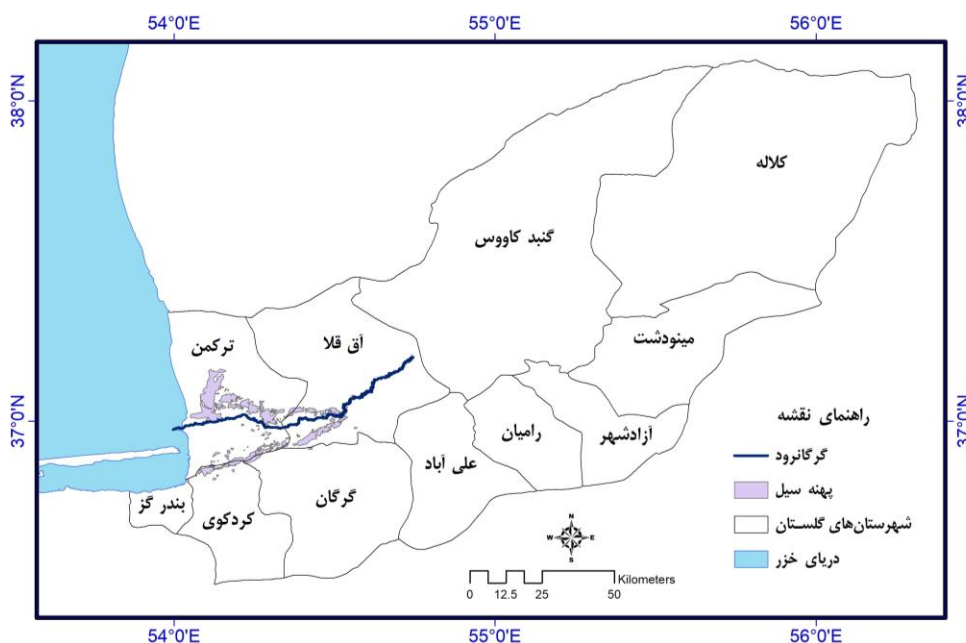 54°0'E 55°0'E 56°0'E
38°0'N 38°0'N
کلاله
گنبد کاووس
مینودشت
آق قلا
ترکمن
37°0'N 37°0'N
راهنمای نقشه
آزادشهر
رامیان
علی آباد
گرگانرود
گرگان
پهنه سیل
بندر گز
کردکوی
شهرستان‌های گلستان
دریای خزر
N
W E
S
Kilometers
0 12.5 25 50
54°0'E 55°0'E 56°0'E